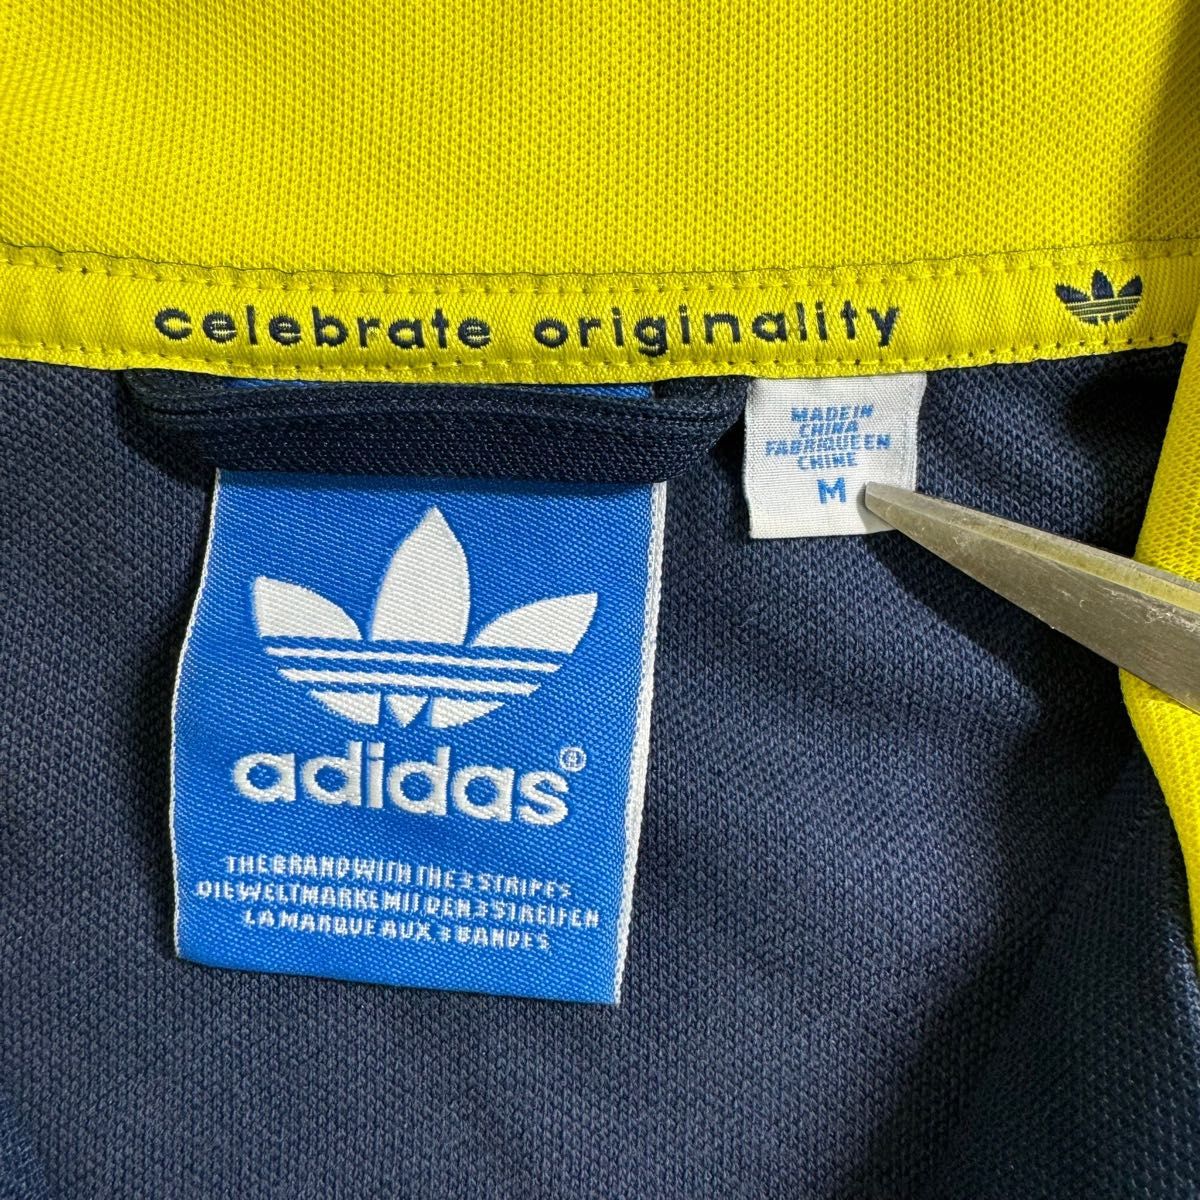 celebrate originality
MADE IN
CHINA
FABRIQUE EN
CHINE
M
adidas®
THE BRAND WITH THE 3 STRIPES
DIE WELTMARKE MIT DEN 3 STREIFEN
LA MARQUE AUX 3 BANDES